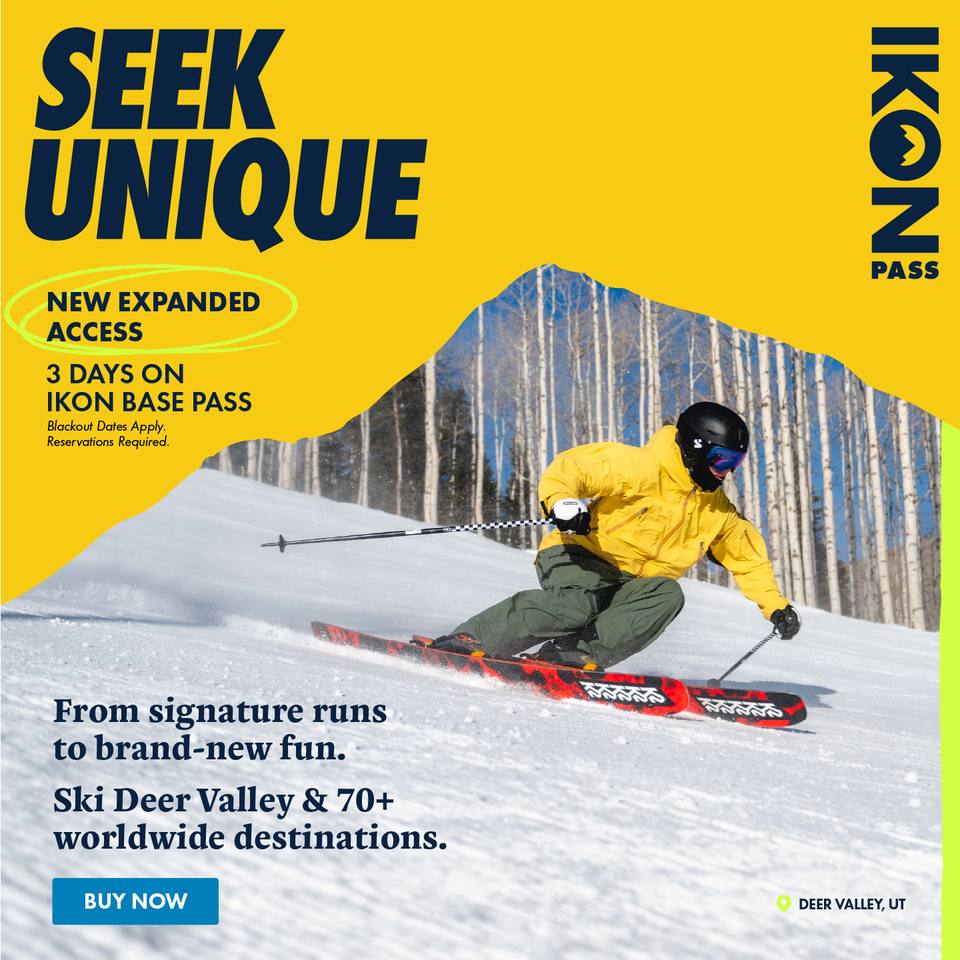 SEEK
UNIQUE
IKON
PASS
NEW EXPANDED
ACCESS
3 DAYS ON
IKON BASE PASS
Blackout Dates Apply.
Reservations Required.
From signature runs
to brand-new fun.
Ski Deer Valley & 70+
worldwide destinations.
BUY NOW
DEER VALLEY, UT